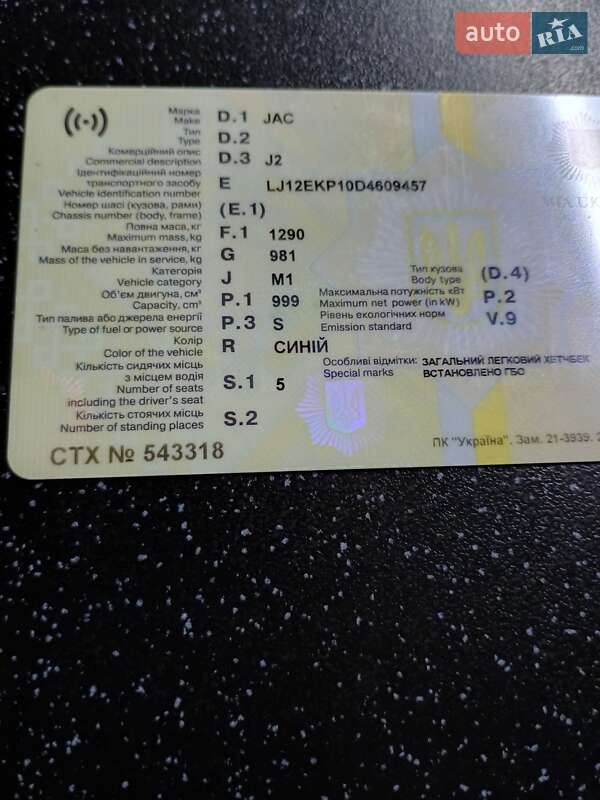 auto RIA .com
Марка D.1 JAC
Make
Тип D.2
Type
Комерційний опис D.3 J2
Commercial description
Ідентифікаційний номер
транспортного засобу E LJ12EKP10D4609457
Vehicle identification number
Номер шасі (кузова, рами) (E.1)
Chassis number (body, frame)
Повна маса, кг F.1 1290
Maximum mass, kg
Маса без навантаження, кг G 981
Mass of the vehicle in service, kg
Категорія J M1
Vehicle category
Тип кузова (D.4)
Body type
Об'єм двигуна, см³ P.1 999
Capacity, cm³
Максимальна потужність кВт P.2
Maximum net power (in kW)
Тип палива або джерела енергії P.3 S
Type of fuel or power source
Рівень екологічних норм V.9
Emission standard
Колір R СИНІЙ
Color of the vehicle
Особливі відмітки: ЗАГАЛЬНИЙ ЛЕГКОВИЙ ХЕТЧБЕК
Special marks ВСТАНОВЛЕНО ГБО
Кількість сидячих місць
з місцем водія S.1 5
Number of seats
including the driver's seat
Кількість стоячих місць S.2
Number of standing places
СТХ № 543318
ПК "Україна". Зам. 21-3939.